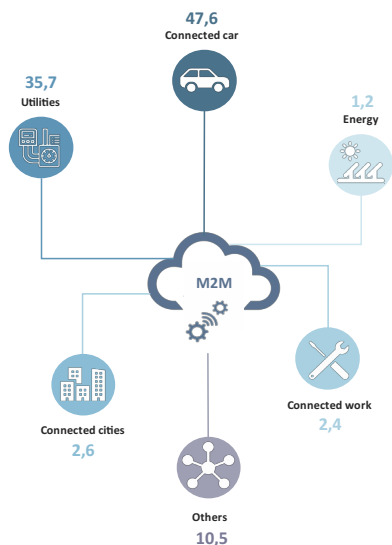 47,6
Connected car
35,7
Utilities
1,2
Energy
M2M
Connected cities
2,6
Connected work
2,4
Others
10,5